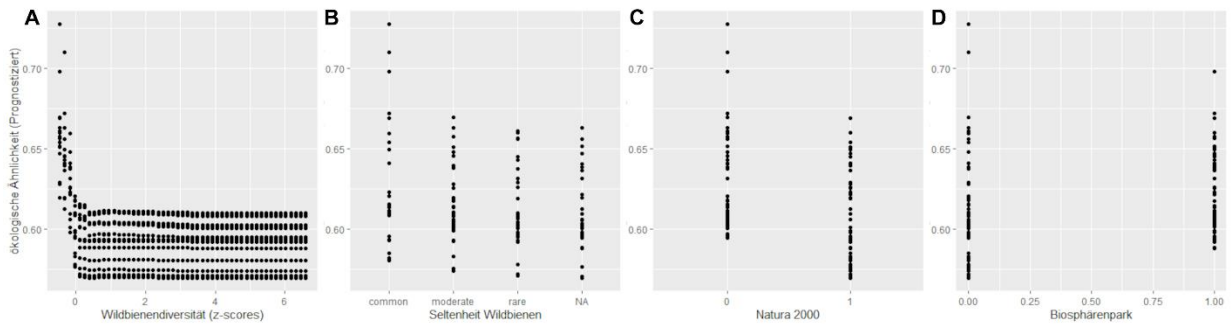 A
B
C
D
ökologische Ähnlichkeit (Prognostiziert)
0.70
0.65
0.60
0 2 4 6
Wildbienendiversität (z-scores)
0.70
0.65
0.60
common moderate rare NA
Seltenheit Wildbienen
0.70
0.65
0.60
0 1
Natura 2000
0.70
0.65
0.60
0.00 0.25 0.50 0.75 1.00
Biosphärenpark